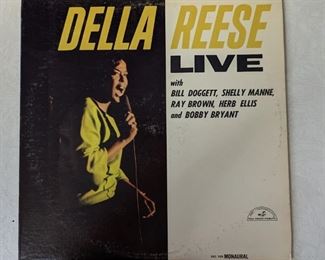 DELLA REESE
LIVE
with
BILL DOGGETT, SHELLY MANNE,
RAY BROWN, HERB ELLIS
and BOBBY BRYANT
MONAURAL